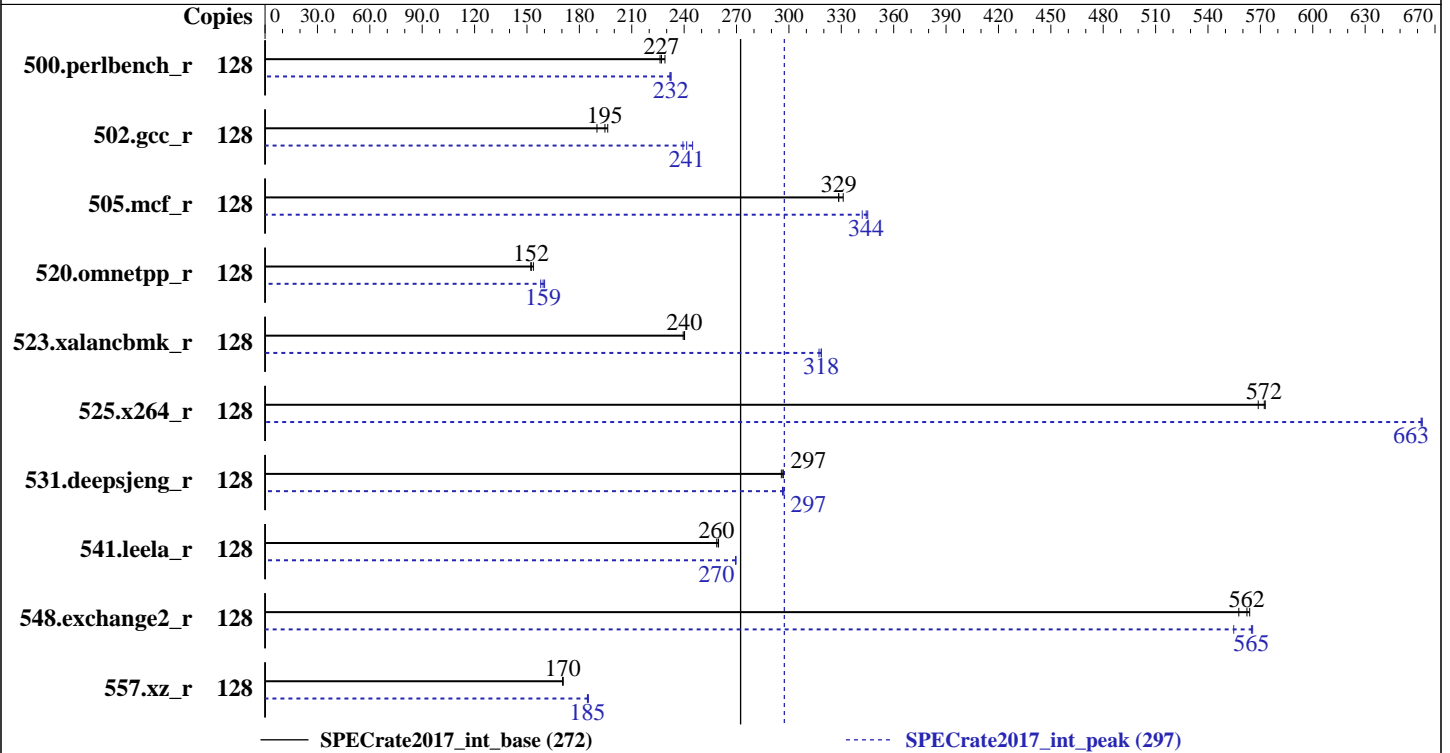 Copies 0 30.0 60.0 90.0 120 150 180 210 240 270 300 330 360 390 420 450 480 510 540 570 600 630 670
227
500.perlbench_r 128
232
195
502.gcc_r 128
241
329
505.mcf_r 128
344
152
520.omnetpp_r 128
159
240
523.xalancbmk_r 128
318
572
525.x264_r 128
663
297
531.deepsjeng_r 128
297
260
541.leela_r 128
270
562
548.exchange2_r 128
565
170
557.xz_r 128
185
SPECrate2017_int_base (272) SPECrate2017_int_peak (297)